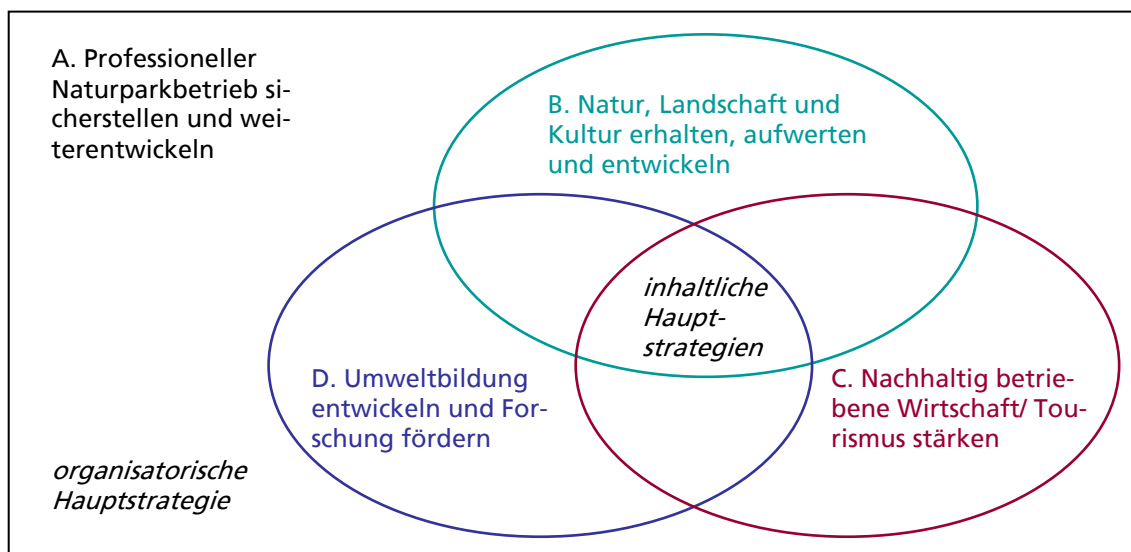 A. Professioneller
Naturparkbetrieb si-
cherstellen und wei-
terentwickeln
B. Natur, Landschaft und
Kultur erhalten, aufwerten
und entwickeln
inhaltliche
Haupt-
strategien
D. Umweltbildung
entwickeln und For-
schung fördern
C. Nachhaltig betrie-
bene Wirtschaft/ Tou-
rismus stärken
organisatorische
Hauptstrategie